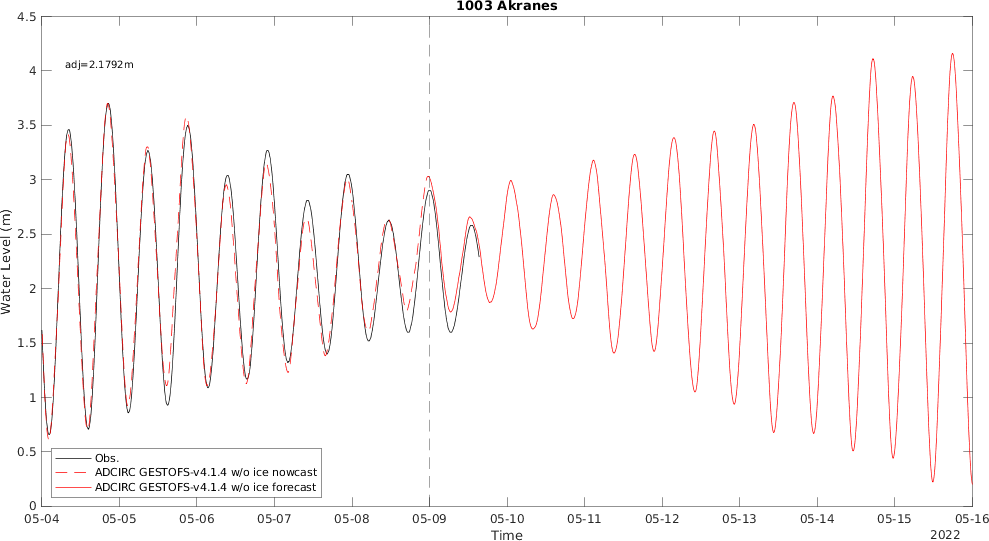 1003 Akranes
4.5
4
3.5
3
2.5
2
1.5
1
0.5
0
Water Level (m)
adj=2.1792m
Obs.
ADCIRC GESTOFS-v4.1.4 w/o ice nowcast
ADCIRC GESTOFS-v4.1.4 w/o ice forecast
05-04 05-05 05-06 05-07 05-08 05-09 05-10 05-11 05-12 05-13 05-14 05-15 05-16
Time
2022